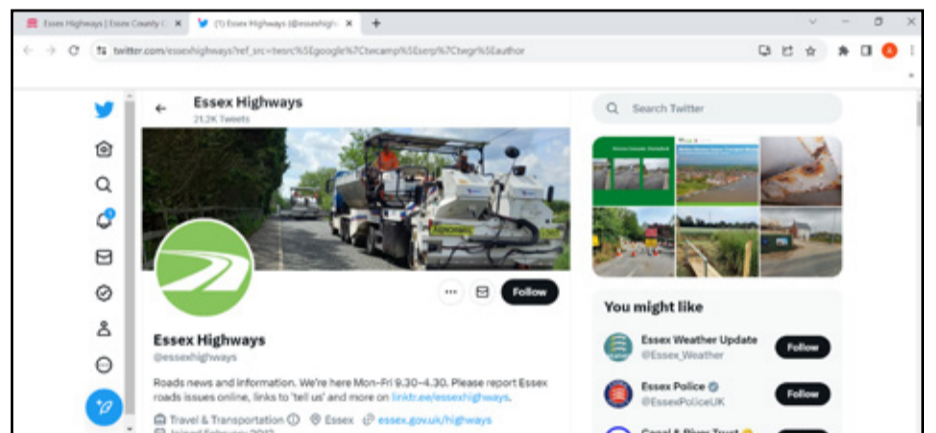 Essex Highways | Essex County C
(1) Essex Highways (@essexhigh
twitter.com/essexhighways?ref_src=twsrc%5Egoogle%7Ctwcamp%5Eserp%7Ctwgr%5Eauthor
Essex Highways
21.2K Tweets
Search Twitter
Follow
You might like
Essex Highways
@essexhighways
Essex Weather Update
@Essex_Weather
Follow
Roads news and information. We're here Mon-Fri 9.30-4.30. Please report Essex
roads issues online, links to 'tell us' and more on linktr.ee/essexhighways.
Essex Police
@EssexPoliceUK
Follow
Travel & Transportation Essex essex.gov.uk/highways
Joined February 2012
Canal & River Trust